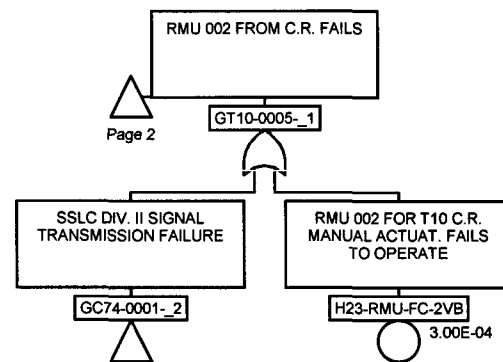 RMU 002 FROM C.R. FAILS
Page 2
GT10-0005-_1
SSLC DIV. II SIGNAL
TRANSMISSION FAILURE
GC74-0001-_2
RMU 002 FOR T10 C.R.
MANUAL ACTUAT. FAILS
TO OPERATE
H23-RMU-FC-2VB
3.00E-04